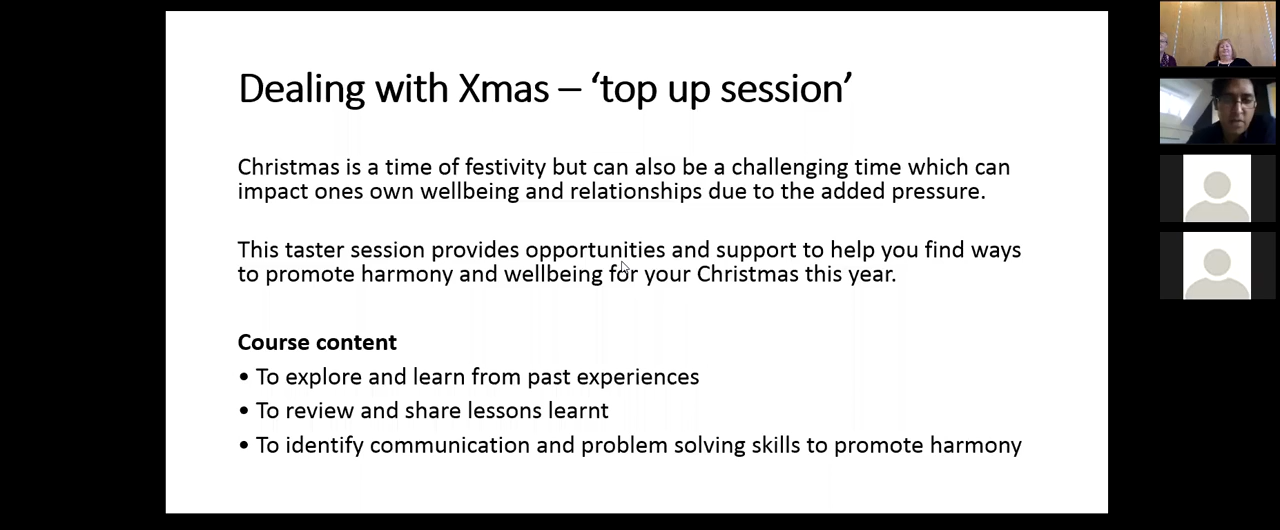 Dealing with Xmas – ‘top up session’
Christmas is a time of festivity but can also be a challenging time which can
impact ones own wellbeing and relationships due to the added pressure.
This taster session provides opportunities and support to help you find ways
to promote harmony and wellbeing for your Christmas this year.
Course content
• To explore and learn from past experiences
• To review and share lessons learnt
• To identify communication and problem solving skills to promote harmony